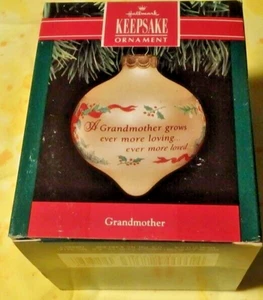 Hallmark
KEEPSAKE
ORNAMENT
A Grandmother grows
ever more loving...
ever more loved.
Grandmother